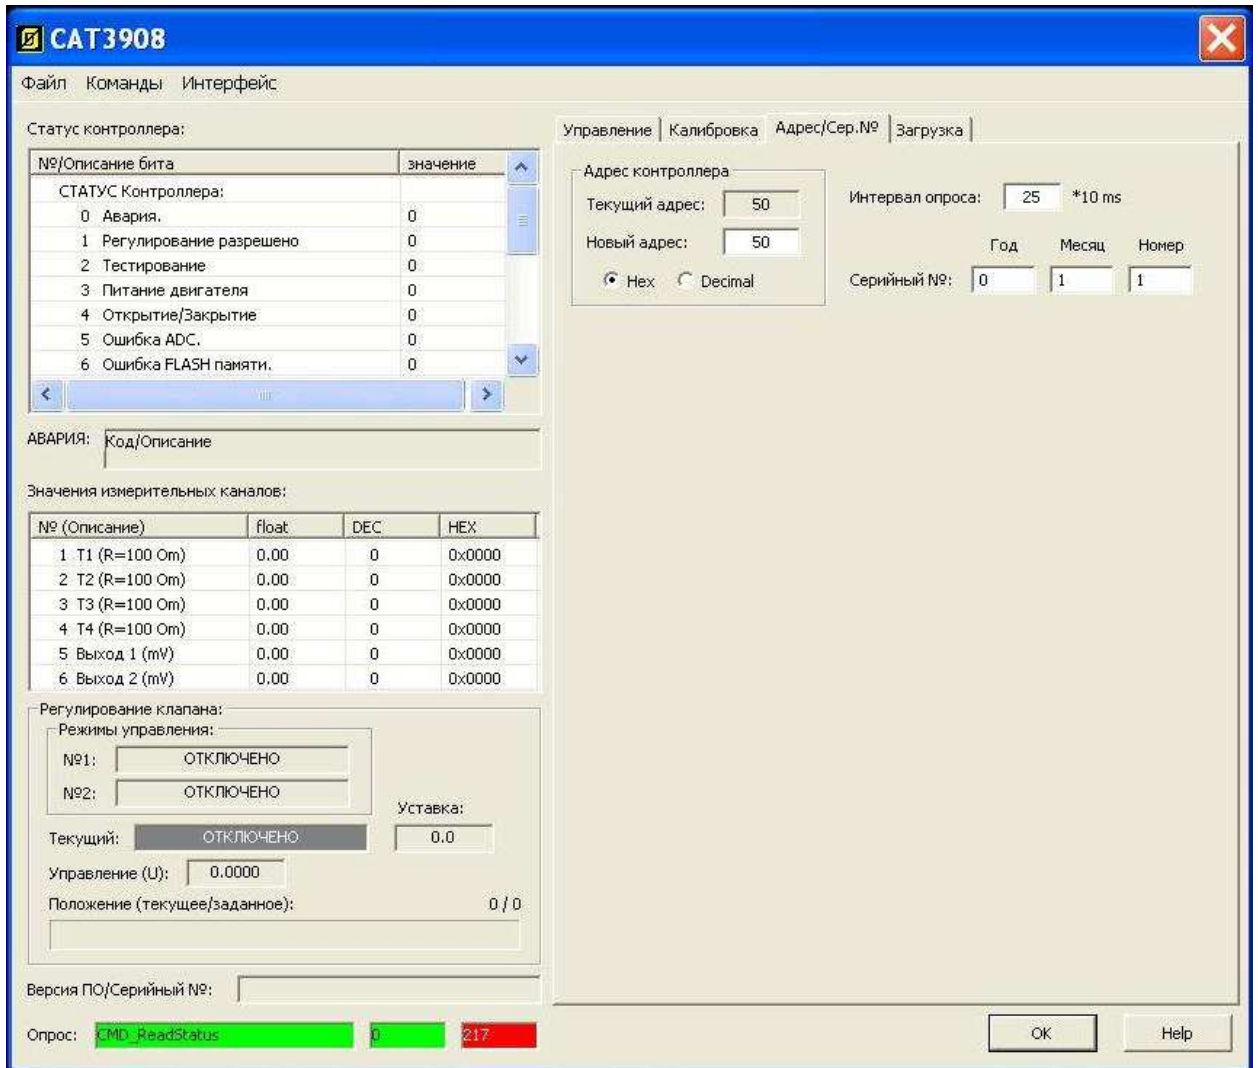 CAT3908
Файл Команды Интерфейс
Статус контроллера:
№/Описание бита значение
СТАТУС Контроллера:
0 Авария. 0
1 Регулирование разрешено 0
2 Тестирование 0
3 Питание двигателя 0
4 Открытие/Закрытие 0
5 Ошибка ADC. 0
6 Ошибка FLASH памяти. 0
АВАРИЯ: Код/Описание
Значения измерительных каналов:
№ (Описание) float DEC HEX
1 T1 (R=100 Om) 0.00 0 0x0000
2 T2 (R=100 Om) 0.00 0 0x0000
3 T3 (R=100 Om) 0.00 0 0x0000
4 T4 (R=100 Om) 0.00 0 0x0000
5 Выход 1 (mV) 0.00 0 0x0000
6 Выход 2 (mV) 0.00 0 0x0000
Регулирование клапана:
Режимы управления:
№1: ОТКЛЮЧЕНО
№2: ОТКЛЮЧЕНО
Уставка:
Текущий: ОТКЛЮЧЕНО 0.0
Управление (U): 0.0000
Положение (текущее/заданное): 0 / 0
Версия ПО/Серийный №:
Опрос: CMD_ReadStatus 0 217
Управление Калибровка Адрес/Сер.№ Загрузка
Адрес контроллера
Текущий адрес: 50
Новый адрес: 50
Hex Decimal
Интервал опроса: 25 *10 ms
Год Месяц Номер
Серийный №: 0 1 1
OK Help